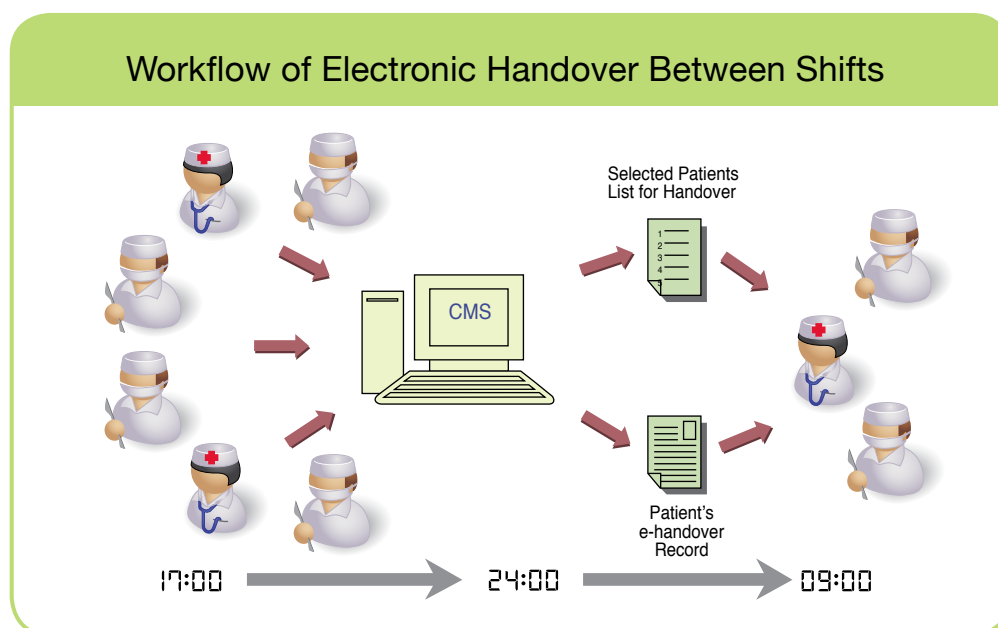 Workflow of Electronic Handover Between Shifts
Selected Patients
List for Handover
1
2
3
4
5
CMS
Patient's
e-handover
Record
17:00
24:00
09:00